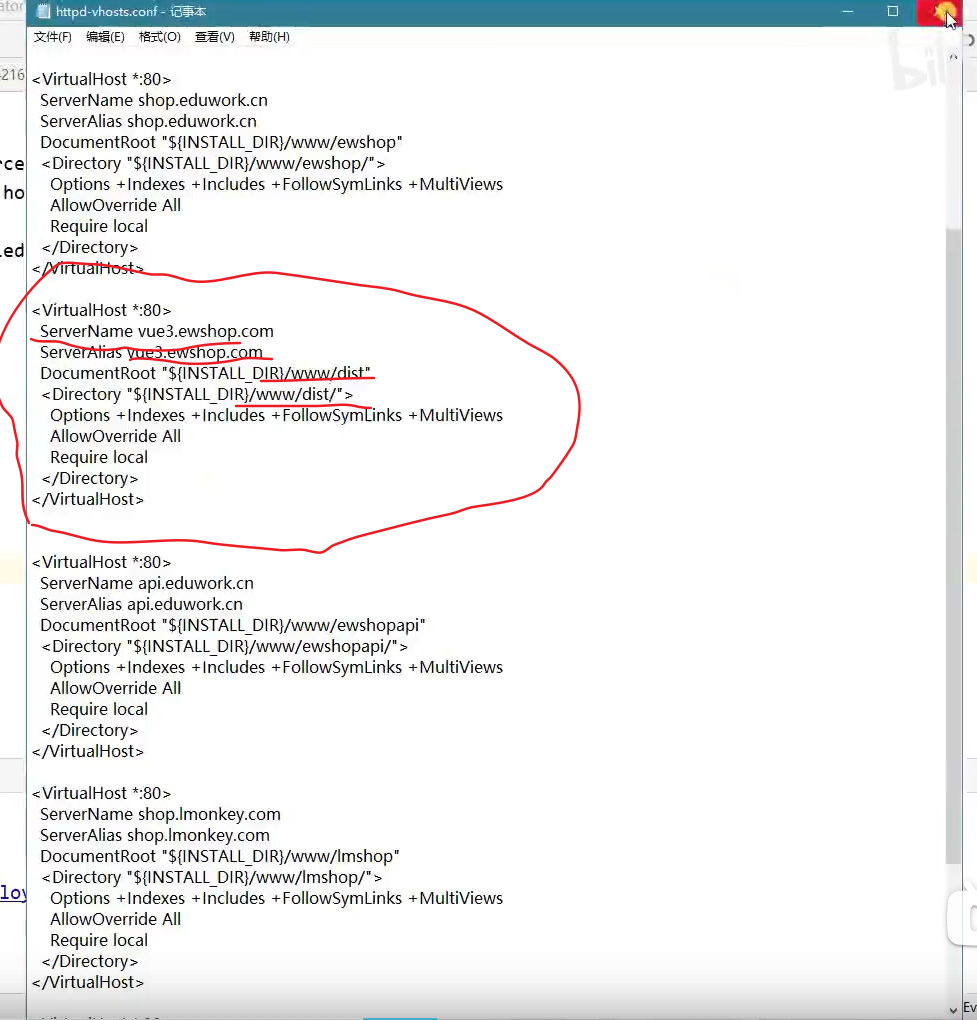 httpd-vhosts.conf - 记事本
文件(F) 编辑(E) 格式(O) 查看(V) 帮助(H)
<VirtualHost *:80>
ServerName shop.eduwork.cn
ServerAlias shop.eduwork.cn
DocumentRoot "${INSTALL_DIR}/www/ewshop"
<Directory "${INSTALL_DIR}/www/ewshop/">
Options +Indexes +Includes +FollowSymLinks +MultiViews
AllowOverride All
Require local
</Directory>
</VirtualHost>
<VirtualHost *:80>
ServerName vue3.ewshop.com
ServerAlias vue3.ewshop.com
DocumentRoot "${INSTALL_DIR}/www/dist"
<Directory "${INSTALL_DIR}/www/dist/">
Options +Indexes +Includes +FollowSymLinks +MultiViews
AllowOverride All
Require local
</Directory>
</VirtualHost>
<VirtualHost *:80>
ServerName api.eduwork.cn
ServerAlias api.eduwork.cn
DocumentRoot "${INSTALL_DIR}/www/ewshopapi"
<Directory "${INSTALL_DIR}/www/ewshopapi/">
Options +Indexes +Includes +FollowSymLinks +MultiViews
AllowOverride All
Require local
</Directory>
</VirtualHost>
<VirtualHost *:80>
ServerName shop.lmonkey.com
ServerAlias shop.lmonkey.com
DocumentRoot "${INSTALL_DIR}/www/lmshop"
<Directory "${INSTALL_DIR}/www/lmshop/">
Options +Indexes +Includes +FollowSymLinks +MultiViews
AllowOverride All
Require local
</Directory>
</VirtualHost>